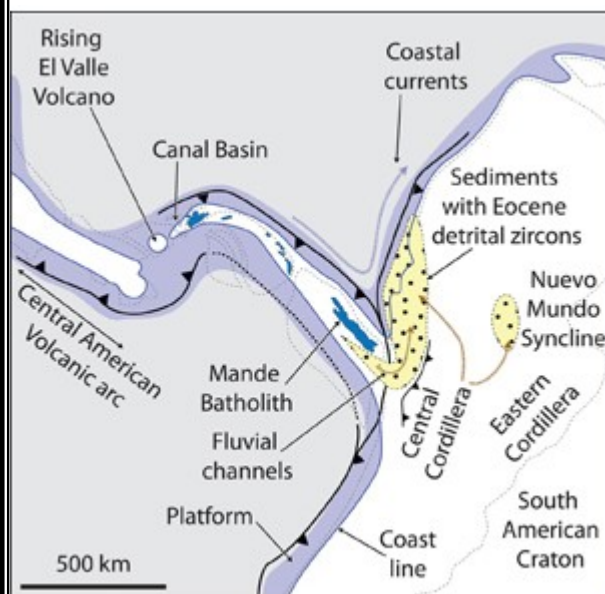 Rising
El Valle
Volcano
Coastal
currents
Canal Basin
Sediments
with Eocene
detrital zircons
Nuevo
Mundo
Syncline
Central American
Volcanic arc
Mande
Batholith
Fluvial
channels
Central
Cordillera
Eastern
Cordillera
Platform
South
American
Craton
Coast
line
500 km